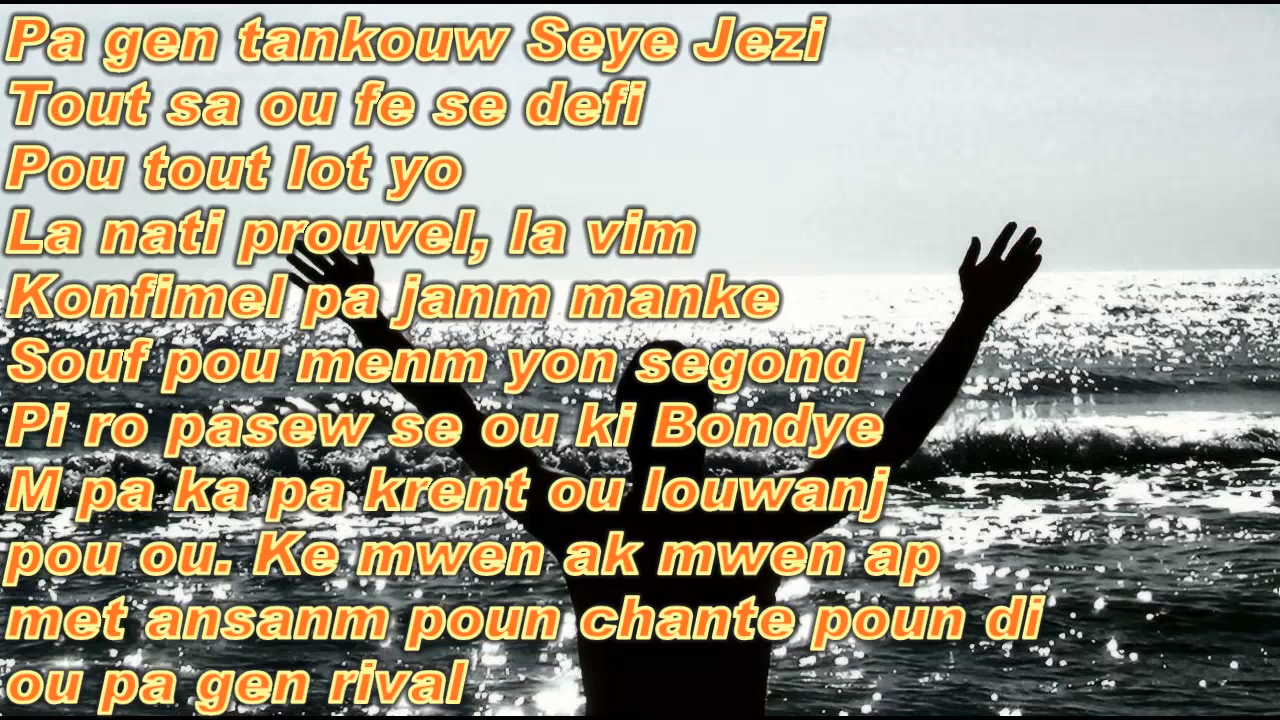 Pa gen tankouw Seye Jezi
Tout sa ou fe se defi
Pou tout lot yo
La nati prouvel, la vim
Konfimel pa janm manke
Souf pou menm yon segond
Pi ro pasew se ou ki Bondye
M pa ka pa krent ou louwanj
pou ou. Ke mwen ak mwen ap
met ansanm poun chante poun di
ou pa gen rival